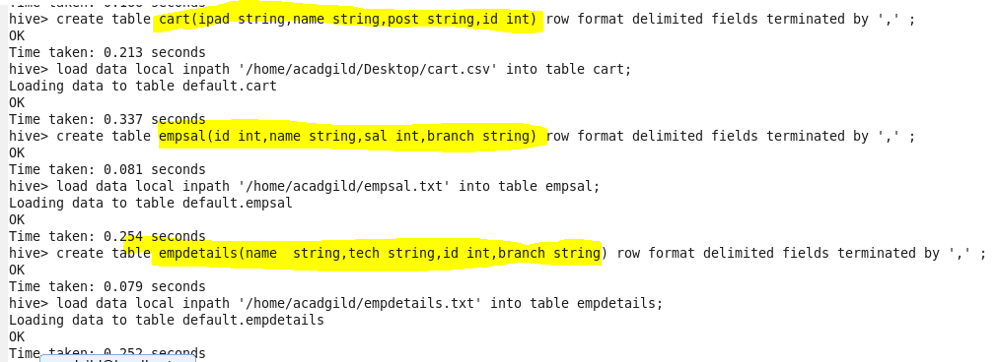 hive> create table cart(ipad string,name string,post string,id int) row format delimited fields terminated by ',' ;
OK
Time taken: 0.213 seconds
hive> load data local inpath '/home/acadgild/Desktop/cart.csv' into table cart;
Loading data to table default.cart
OK
Time taken: 0.337 seconds
hive> create table empsal(id int,name string,sal int,branch string) row format delimited fields terminated by ',' ;
OK
Time taken: 0.081 seconds
hive> load data local inpath '/home/acadgild/empsal.txt' into table empsal;
Loading data to table default.empsal
OK
Time taken: 0.254 seconds
hive> create table empdetails(name  string,tech string,id int,branch string) row format delimited fields terminated by ',' ;
OK
Time taken: 0.079 seconds
hive> load data local inpath '/home/acadgild/empdetails.txt' into table empdetails;
Loading data to table default.empdetails
OK
Time taken: 0.252 seconds